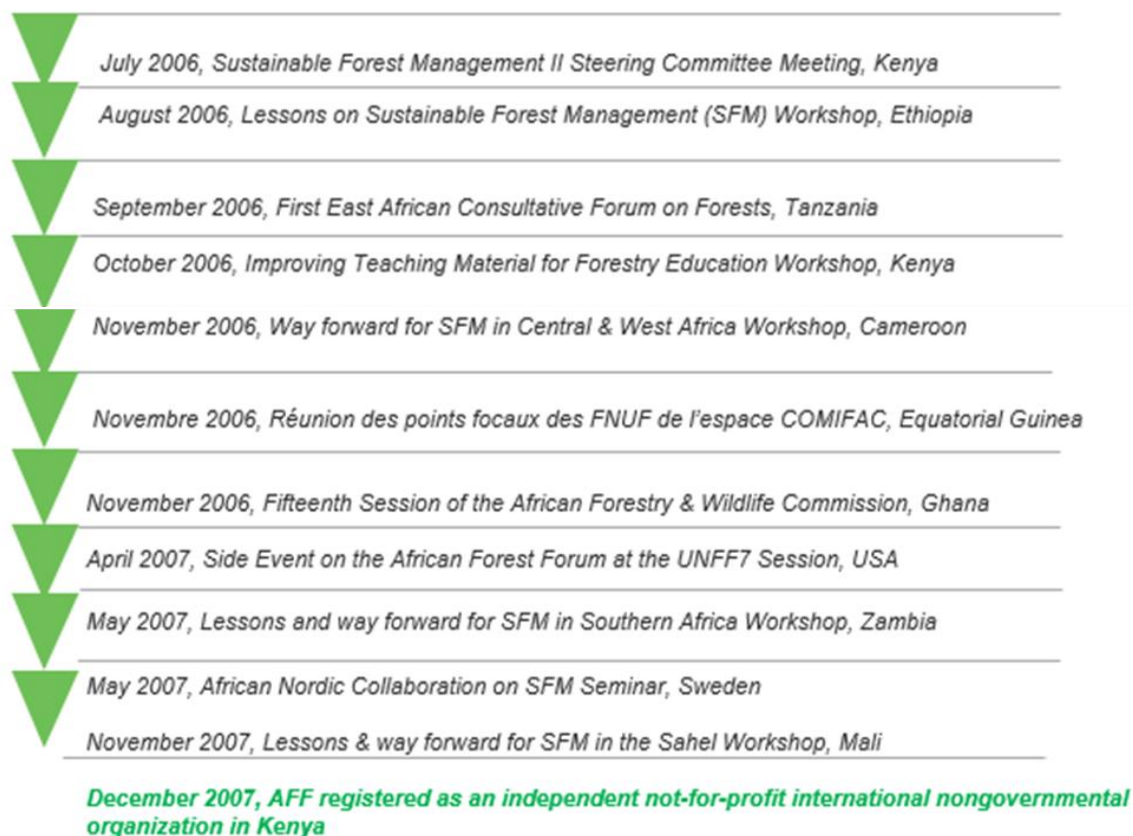 July 2006, Sustainable Forest Management II Steering Committee Meeting, Kenya
August 2006, Lessons on Sustainable Forest Management (SFM) Workshop, Ethiopia
September 2006, First East African Consultative Forum on Forests, Tanzania
October 2006, Improving Teaching Material for Forestry Education Workshop, Kenya
November 2006, Way forward for SFM in Central & West Africa Workshop, Cameroon
Novembre 2006, Réunion des points focaux des FNUF de l'espace COMIFAC, Equatorial Guinea
November 2006, Fifteenth Session of the African Forestry & Wildlife Commission, Ghana
April 2007, Side Event on the African Forest Forum at the UNFF7 Session, USA
May 2007, Lessons and way forward for SFM in Southern Africa Workshop, Zambia
May 2007, African Nordic Collaboration on SFM Seminar, Sweden
November 2007, Lessons & way forward for SFM in the Sahel Workshop, Mali
December 2007, AFF registered as an independent not-for-profit international nongovernmental
organization in Kenya